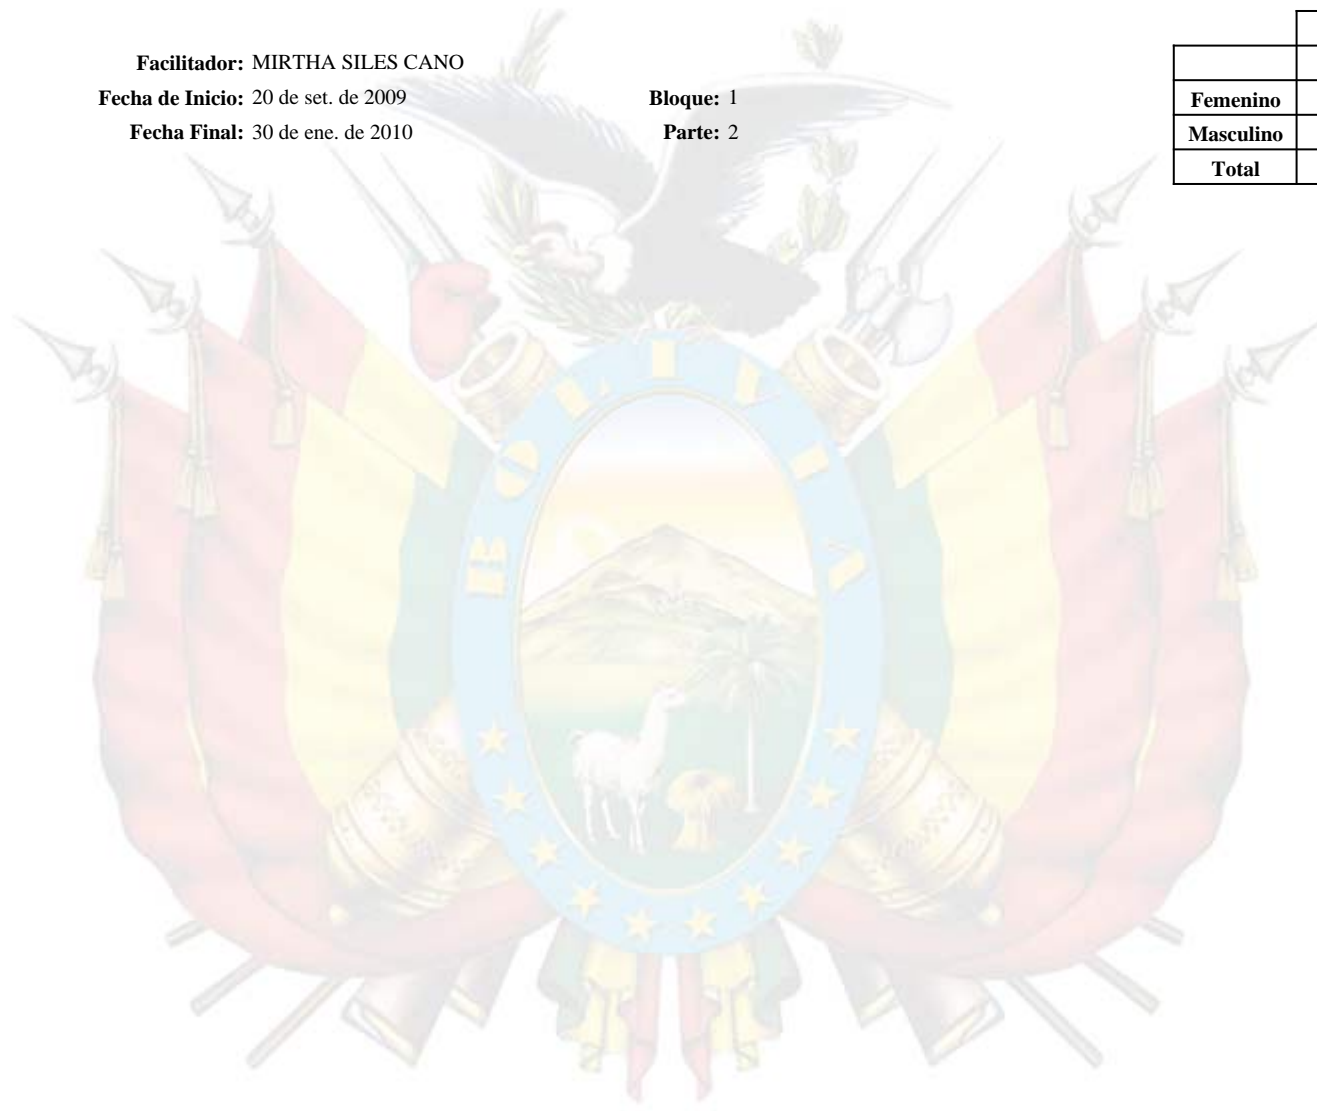 Facilitador: MIRTHA SILES CANO
Fecha de Inicio: 20 de set. de 2009 Bloque: 1
Fecha Final: 30 de ene. de 2010 Parte: 2
Femenino
Masculino
Total
BOLIVIA